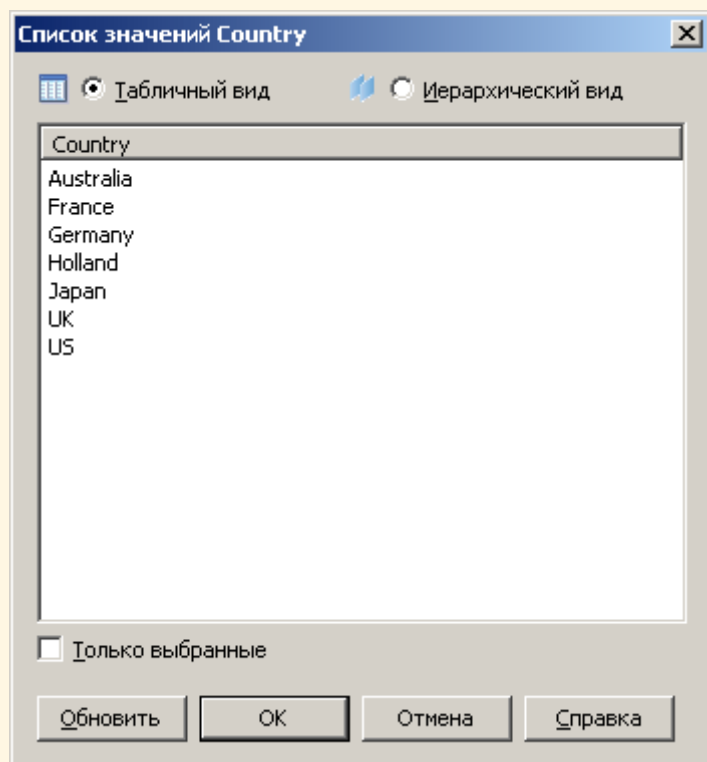 Список значений Country
Табличный вид Иерархический вид
Country
Australia
France
Germany
Holland
Japan
UK
US
Только выбранные
Обновить OK Отмена Справка